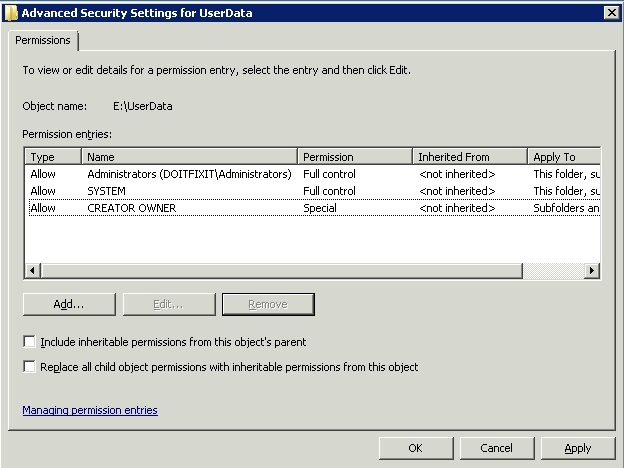 Advanced Security Settings for UserData
Permissions
To view or edit details for a permission entry, select the entry and then click Edit.
Object name: E:\UserData
Permission entries:
Type Name Permission Inherited From Apply To
Allow Administrators (DOITFIXIT\Administrators) Full control <not inherited> This folder, su
Allow SYSTEM Full control <not inherited> This folder, su
Allow CREATOR OWNER Special <not inherited> Subfolders an
Add... Edit... Remove
Include inheritable permissions from this object's parent
Replace all child object permissions with inheritable permissions from this object
Managing permission entries
OK Cancel Apply